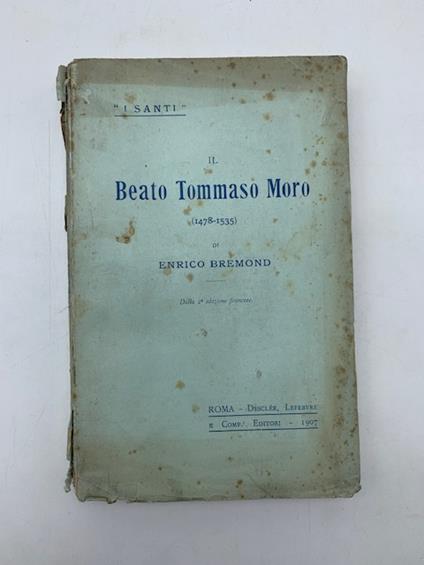 "I SANTI"
IL
Beato Tommaso Moro
(1478-1535)
DI
ENRICO BREMOND
Dalla 2ª edizione francese.
ROMA - DESCLÉE, LEFEBVRE
E COMP.¹ EDITORI - 1907